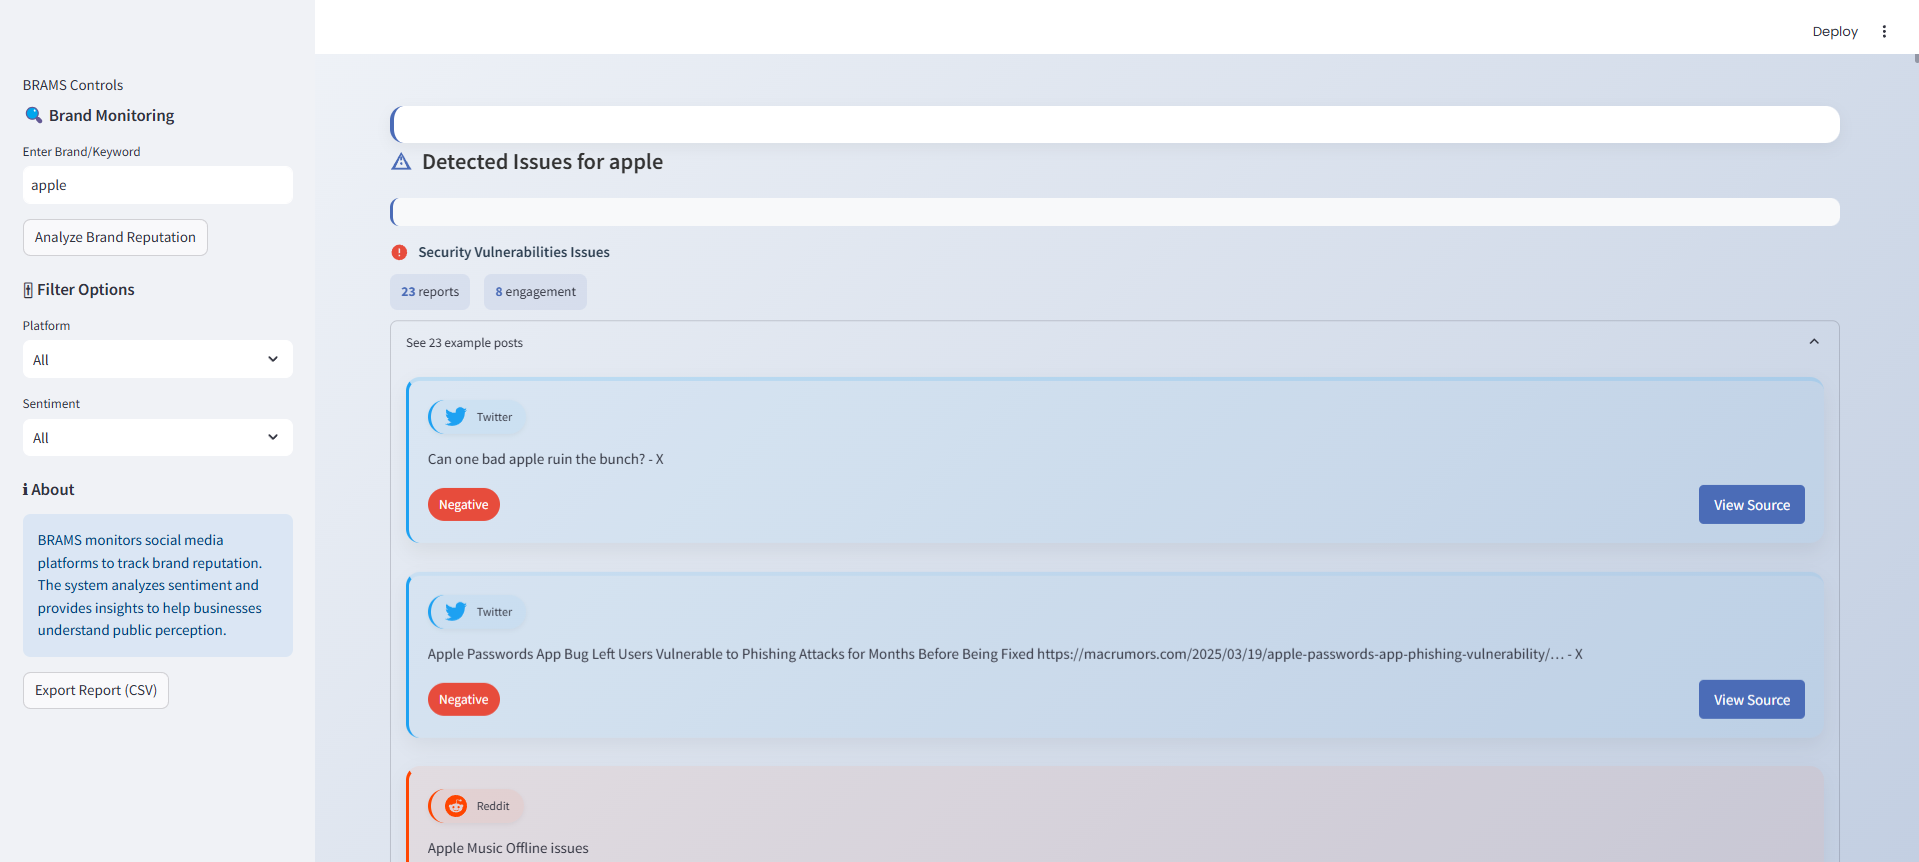 Deploy
BRAMS Controls
Brand Monitoring
Enter Brand/Keyword
apple
Analyze Brand Reputation
Filter Options
Platform
All
Sentiment
All
About
BRAMS monitors social media
platforms to track brand reputation.
The system analyzes sentiment and
provides insights to help businesses
understand public perception.
Export Report (CSV)
Detected Issues for apple
Security Vulnerabilities Issues
23 reports
8 engagement
See 23 example posts
Twitter
Can one bad apple ruin the bunch? - X
Negative
View Source
Twitter
Apple Passwords App Bug Left Users Vulnerable to Phishing Attacks for Months Before Being Fixed https://macrumors.com/2025/03/19/apple-passwords-app-phishing-vulnerability/… - X
Negative
View Source
Reddit
Apple Music Offline issues